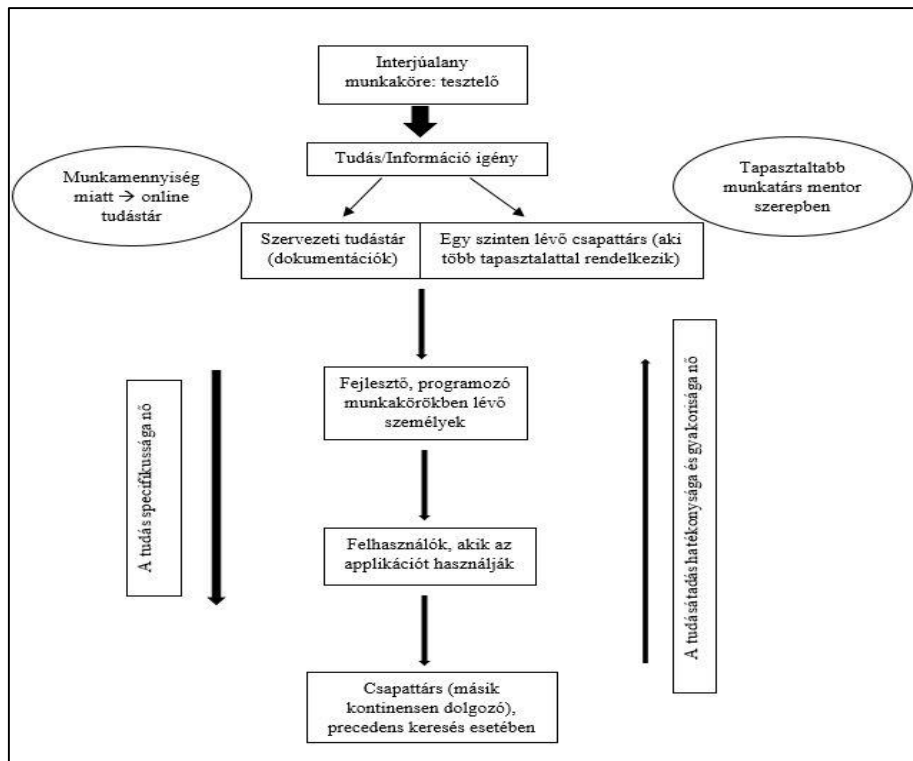 Interjúalany
munkaköre: tesztelő
Tudás/Információ igény
Munkamennyiség
miatt → online
tudástár
Tapasztaltabb
munkatárs mentor
szerepben
Szervezeti tudástár
(dokumentációk)
Egy szinten lévő csapattárs (aki
több tapasztalattal rendelkezik)
Fejlesztő, programozó
munkakörökben lévő
személyek
A tudás specifikussága nő
A tudásátadás hatékonysága és gyakorisága nő
Felhasználók, akik az
applikációt használják
Csapattárs (másik
kontinensen dolgozó),
precedens keresés esetében